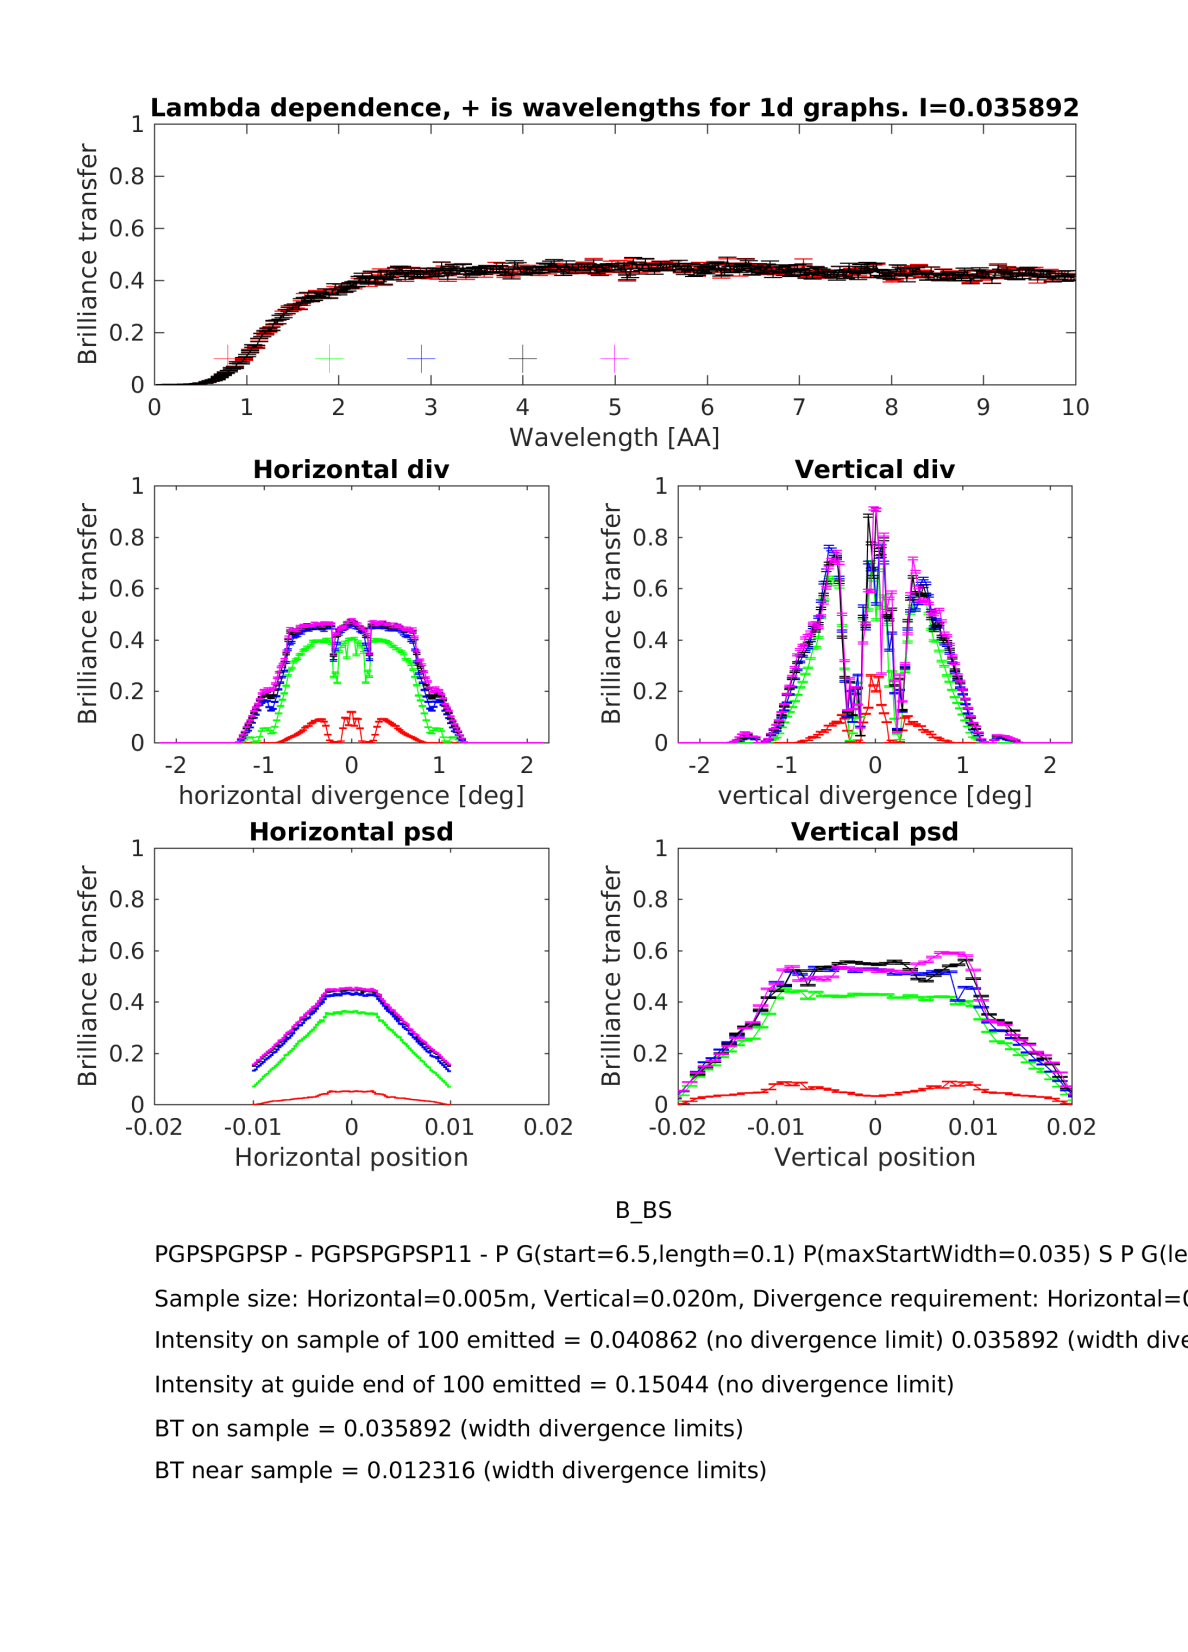 Lambda dependence, + is wavelengths for 1d graphs. I=0.035892
Brilliance transfer
1
0.8
0.6
0.4
0.2
0
0 1 2 3 4 5 6 7 8 9 10
Wavelength [AA]
Horizontal div
Brilliance transfer
1
0.8
0.6
0.4
0.2
0
-2 -1 0 1 2
horizontal divergence [deg]
Vertical div
Brilliance transfer
1
0.8
0.6
0.4
0.2
0
-2 -1 0 1 2
vertical divergence [deg]
Horizontal psd
Brilliance transfer
1
0.8
0.6
0.4
0.2
0
-0.02 -0.01 0 0.01 0.02
Horizontal position
Vertical psd
Brilliance transfer
1
0.8
0.6
0.4
0.2
0
-0.02 -0.01 0 0.01 0.02
Vertical position
B_BS
PGPSPGPSP - PGPSPGPSP11 - P G(start=6.5,length=0.1) P(maxStartWidth=0.035) S P G(le
Sample size: Horizontal=0.005m, Vertical=0.020m, Divergence requirement: Horizontal=0
Intensity on sample of 100 emitted = 0.040862 (no divergence limit) 0.035892 (width dive
Intensity at guide end of 100 emitted = 0.15044 (no divergence limit)
BT on sample = 0.035892 (width divergence limits)
BT near sample = 0.012316 (width divergence limits)